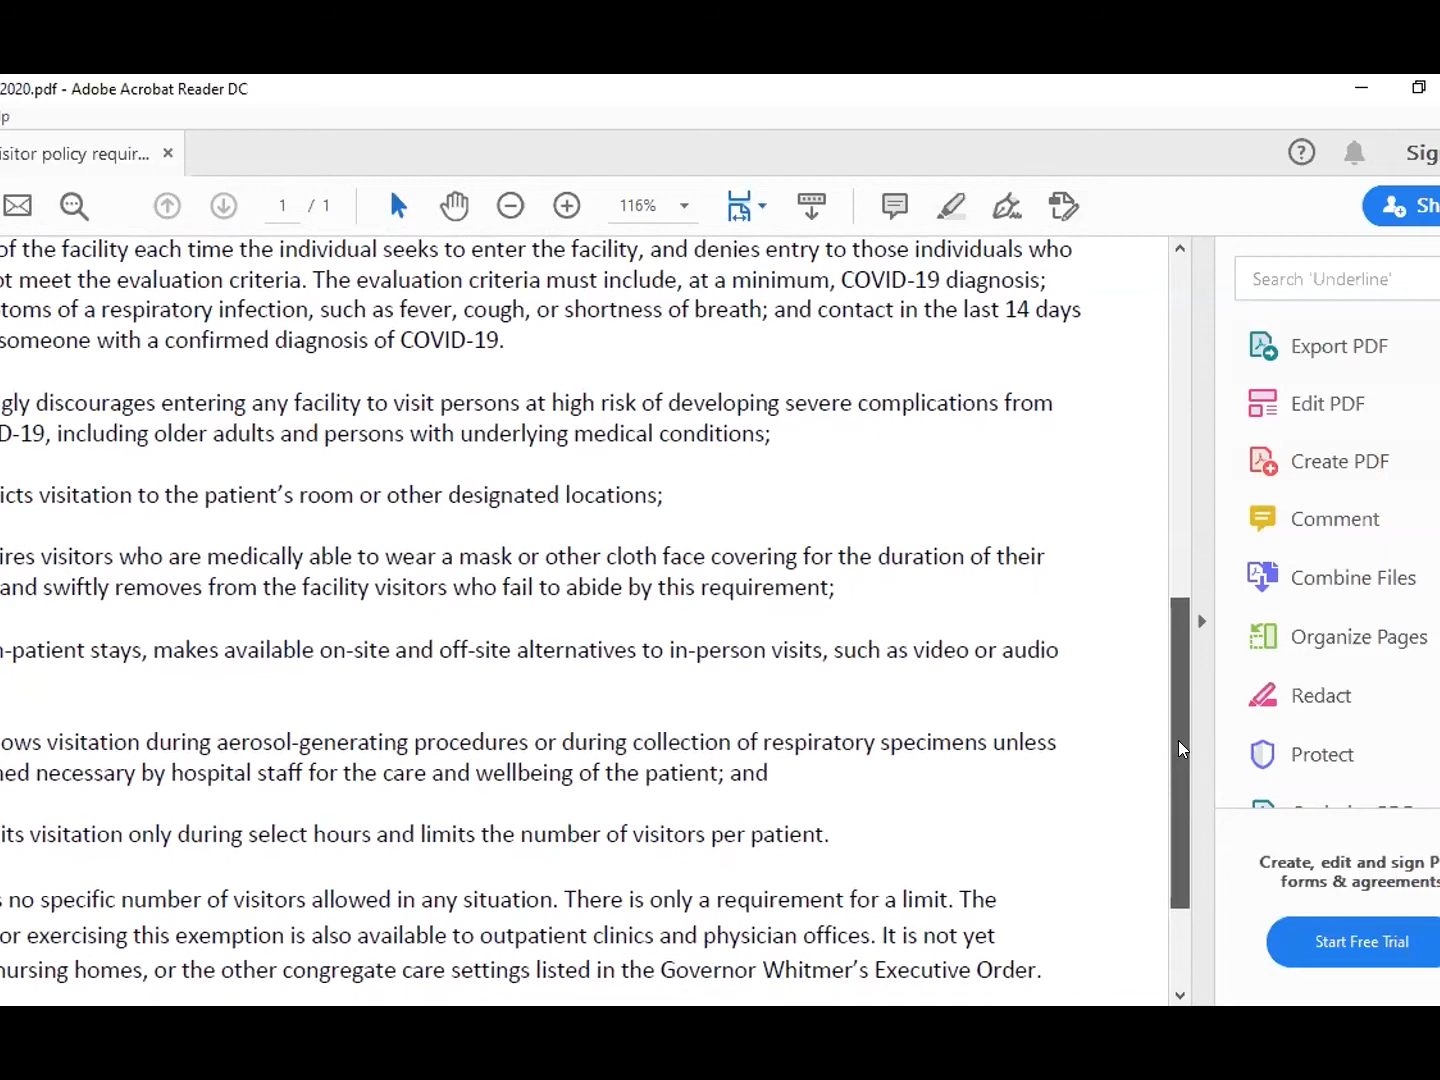 2020.pdf - Adobe Acrobat Reader DC
lp
isitor policy requir... ×
Sig
1 / 1
116%
Sh
of the facility each time the individual seeks to enter the facility, and denies entry to those individuals who
ot meet the evaluation criteria. The evaluation criteria must include, at a minimum, COVID-19 diagnosis;
toms of a respiratory infection, such as fever, cough, or shortness of breath; and contact in the last 14 days
someone with a confirmed diagnosis of COVID-19.
gly discourages entering any facility to visit persons at high risk of developing severe complications from
D-19, including older adults and persons with underlying medical conditions;
icts visitation to the patient’s room or other designated locations;
ires visitors who are medically able to wear a mask or other cloth face covering for the duration of their
and swiftly removes from the facility visitors who fail to abide by this requirement;
n-patient stays, makes available on-site and off-site alternatives to in-person visits, such as video or audio
ows visitation during aerosol-generating procedures or during collection of respiratory specimens unless
ned necessary by hospital staff for the care and wellbeing of the patient; and
its visitation only during select hours and limits the number of visitors per patient.
s no specific number of visitors allowed in any situation. There is only a requirement for a limit. The
or exercising this exemption is also available to outpatient clinics and physician offices. It is not yet
nursing homes, or the other congregate care settings listed in the Governor Whitmer’s Executive Order.
Search 'Underline'
Export PDF
Edit PDF
Create PDF
Comment
Combine Files
Organize Pages
Redact
Protect
Create, edit and sign P
forms & agreements
Start Free Trial